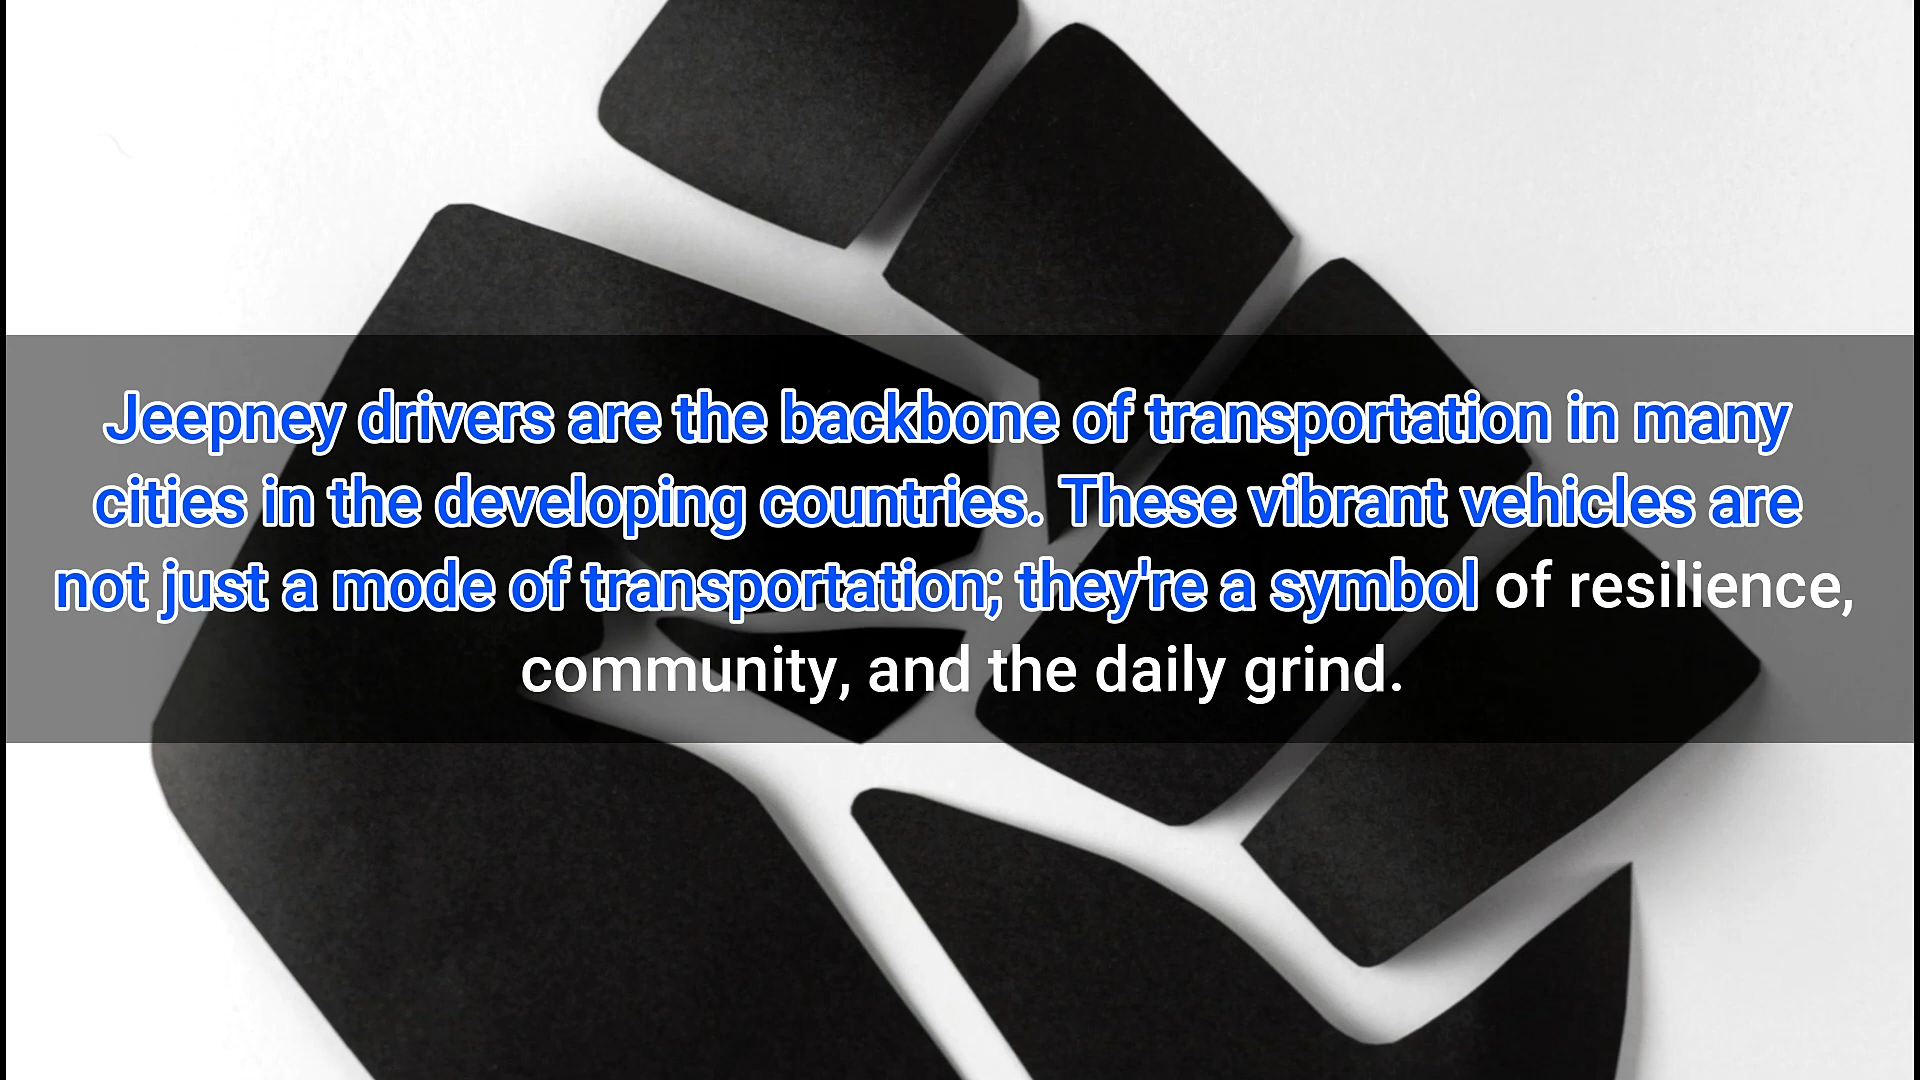 Jeepney drivers are the backbone of transportation in many
cities in the developing countries. These vibrant vehicles are
not just a mode of transportation; they're a symbol of resilience,
community, and the daily grind.